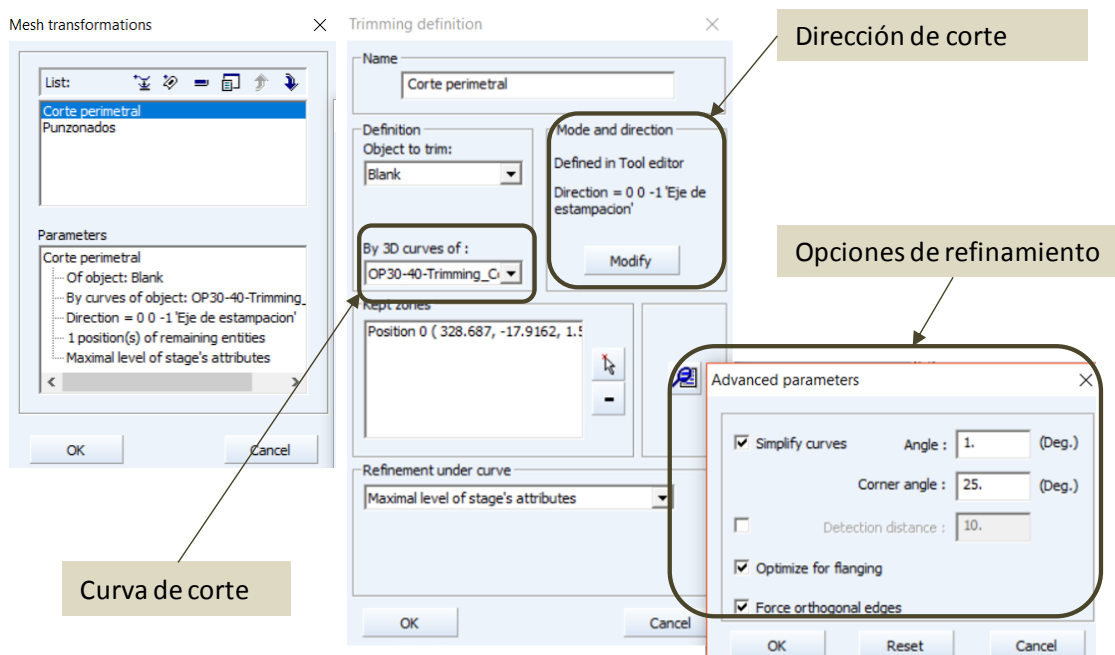 Mesh transformations
List:
Corte perimetral
Punzonados
Parameters
Corte perimetral
Of object: Blank
By curves of object: OP30-40-Trimming_
Direction = 0 0 -1 'Eje de estampacion'
1 position(s) of remaining entities
Maximal level of stage's attributes
OK
Cancel
Trimming definition
Name
Corte perimetral
Definition
Object to trim:
Blank
By 3D curves of :
OP30-40-Trimming_C
Mode and direction
Defined in Tool editor
Direction = 0 0 -1 'Eje de
estampacion'
Modify
Kept zones
Position 0 ( 328.687, -17.9162, 1.5
Refinement under curve
Maximal level of stage's attributes
OK
Cancel
Dirección de corte
Opciones de refinamiento
Advanced parameters
Simplify curves
Angle :
1.
(Deg.)
Corner angle :
25.
(Deg.)
Detection distance :
10.
Optimize for flanging
Force orthogonal edges
OK
Reset
Cancel
Curva de corte